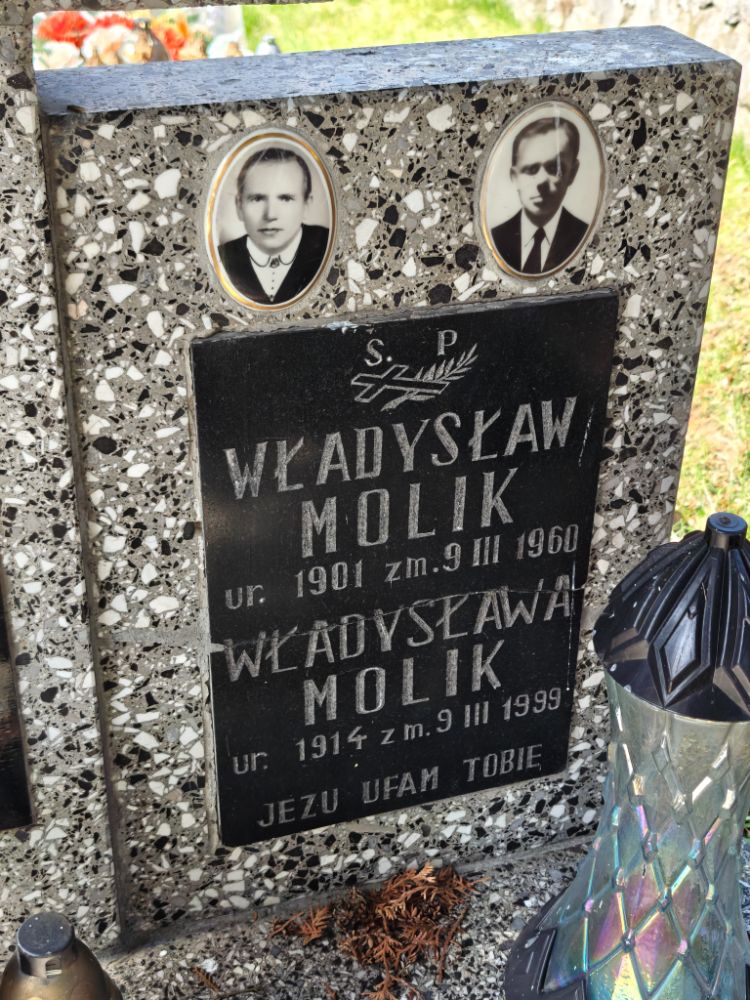 Ś. P
WŁADYSŁAW
MOLIK
ur. 1901 zm. 9 III 1960
WŁADYSŁAWA
MOLIK
ur. 1914 zm. 9 III 1999
JEZU UFAM TOBIE